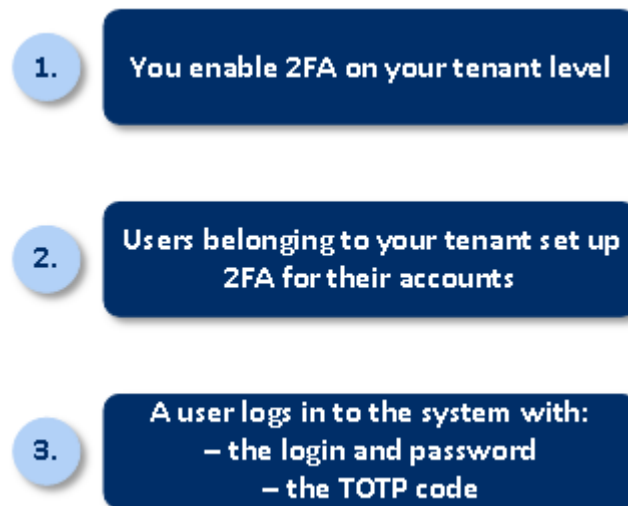 1.
You enable 2FA on your tenant level
2.
Users belonging to your tenant set up
2FA for their accounts
3.
A user logs in to the system with:
– the login and password
– the TOTP code